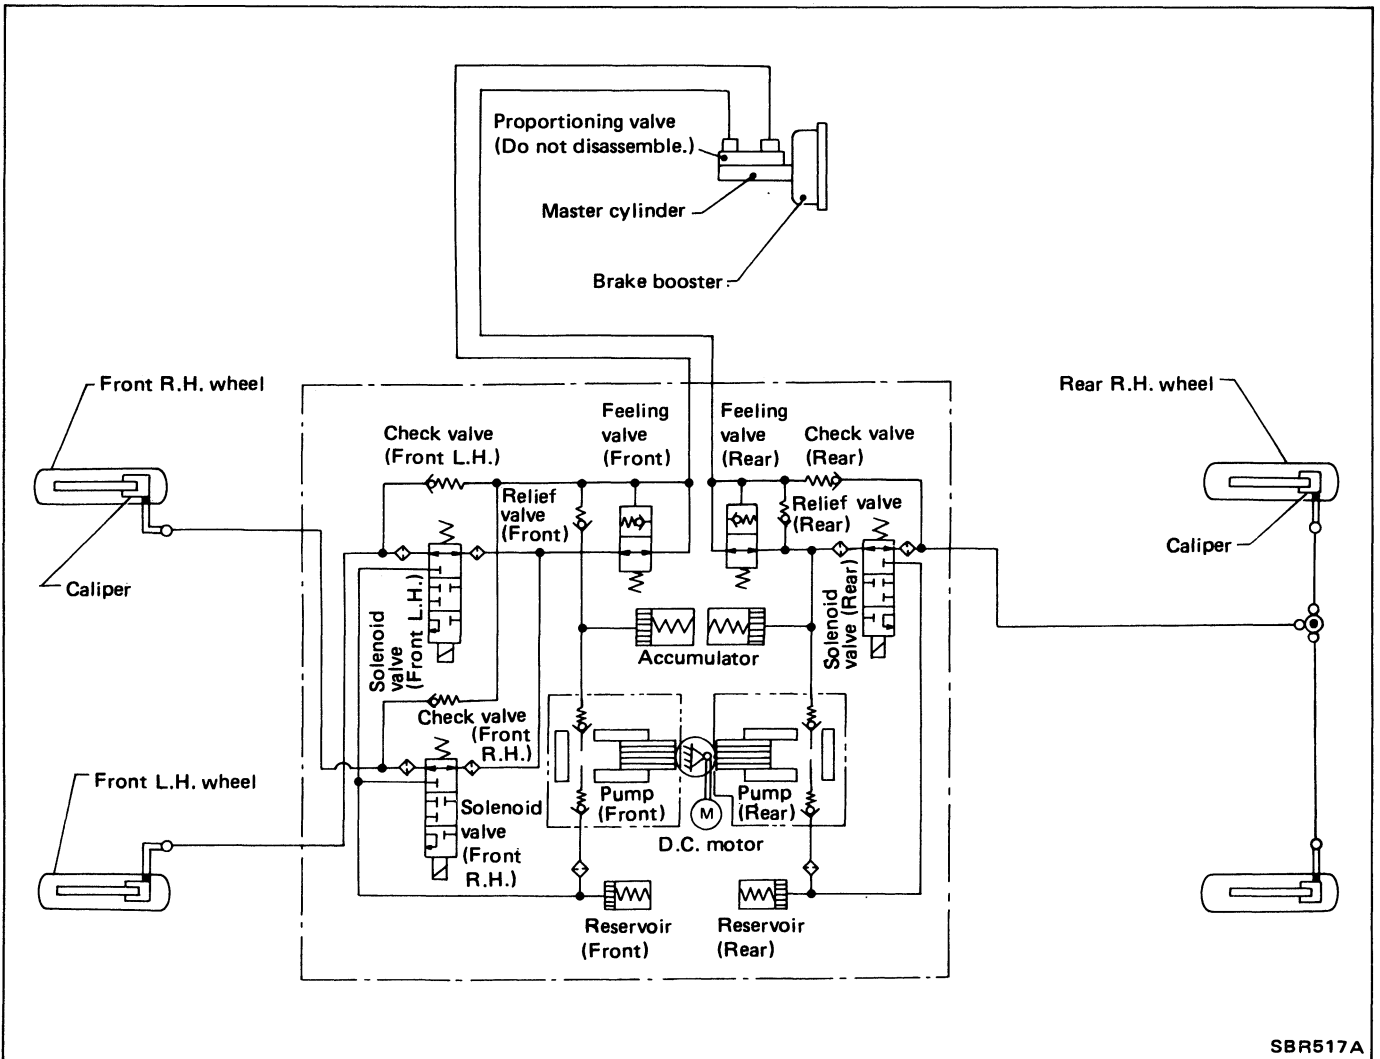 Proportioning valve
(Do not disassemble.)
Master cylinder
Brake booster
Front R.H. wheel
Rear R.H. wheel
Check valve
(Front L.H.)
Feeling
valve
(Front)
Feeling
valve
(Rear)
Check valve
(Rear)
Relief
valve
(Front)
Relief valve
(Rear)
Caliper
Caliper
Solenoid
valve
(Front L.H.)
Solenoid
valve (Rear)
Accumulator
Check valve
(Front
R.H.)
Front L.H. wheel
Solenoid
valve
(Front
R.H.)
Pump
(Front)
Pump
(Rear)
M
D.C. motor
Reservoir
(Front)
Reservoir
(Rear)
SBR517A